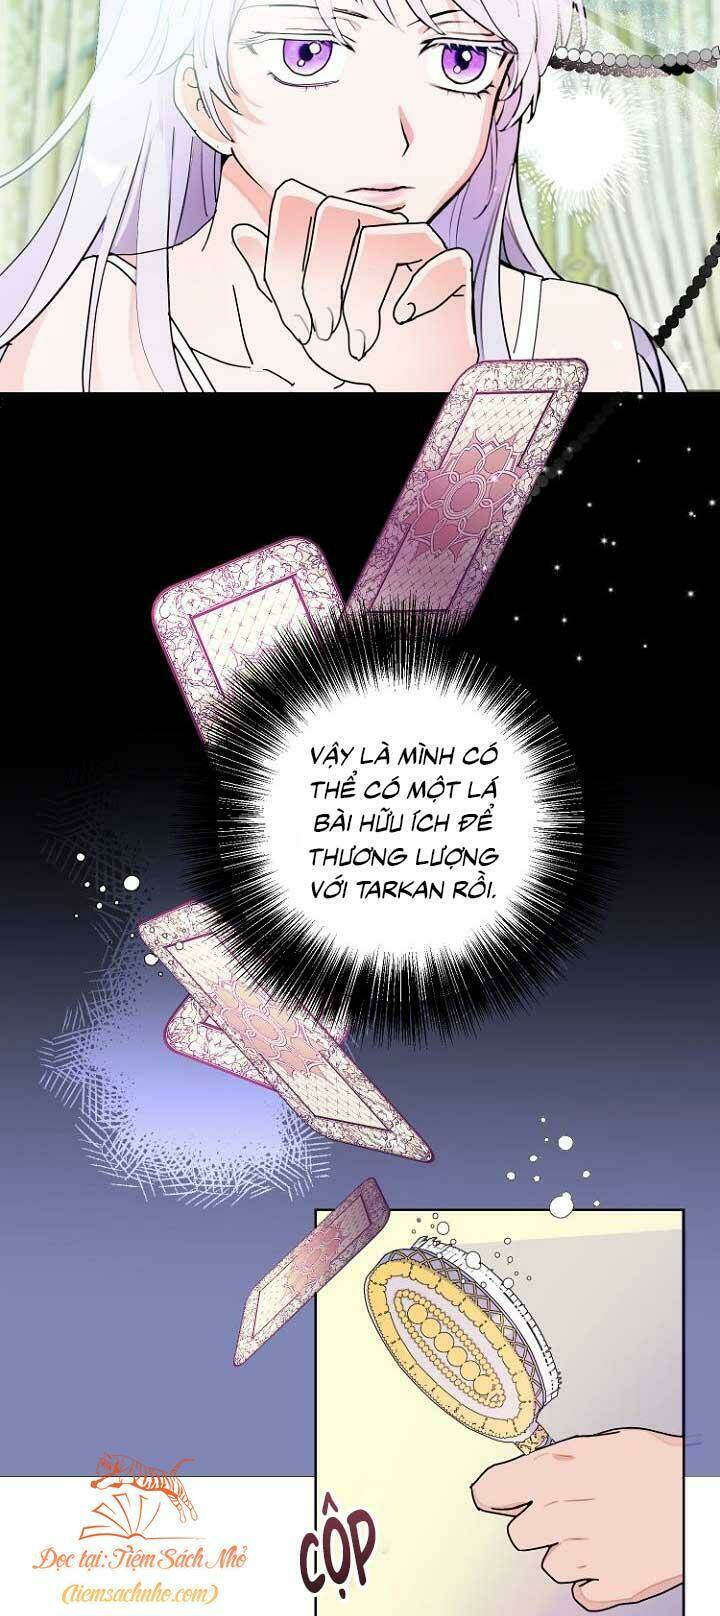 VẬY LÀ MÌNH CÓ
THỂ CÓ MỘT LÁ
BÀI HỮU ÍCH ĐỂ
THƯƠNG LƯỢNG
VỚI TARKAN RỒI.
CỘP
Đọc tại: Tiệm Sách Nhỏ
(tiemsachnho.com)